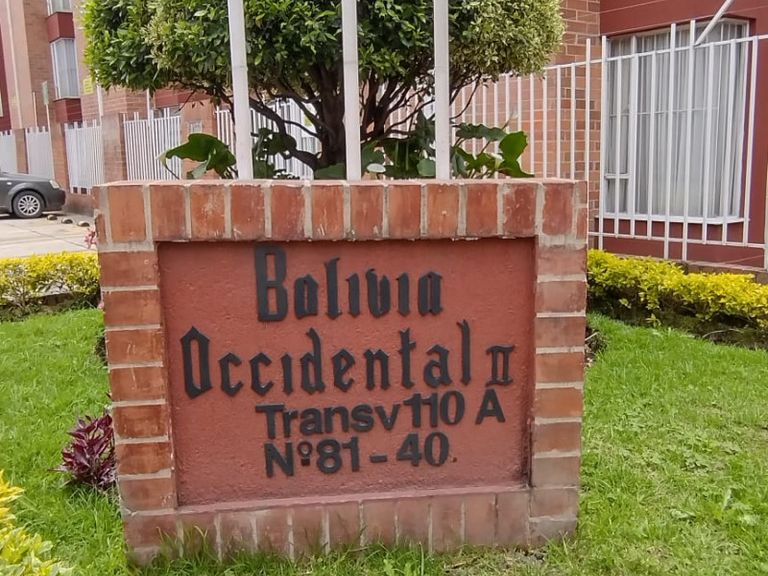 Bolivia
Occidental II
Transv 110 A
Nº 81-40.